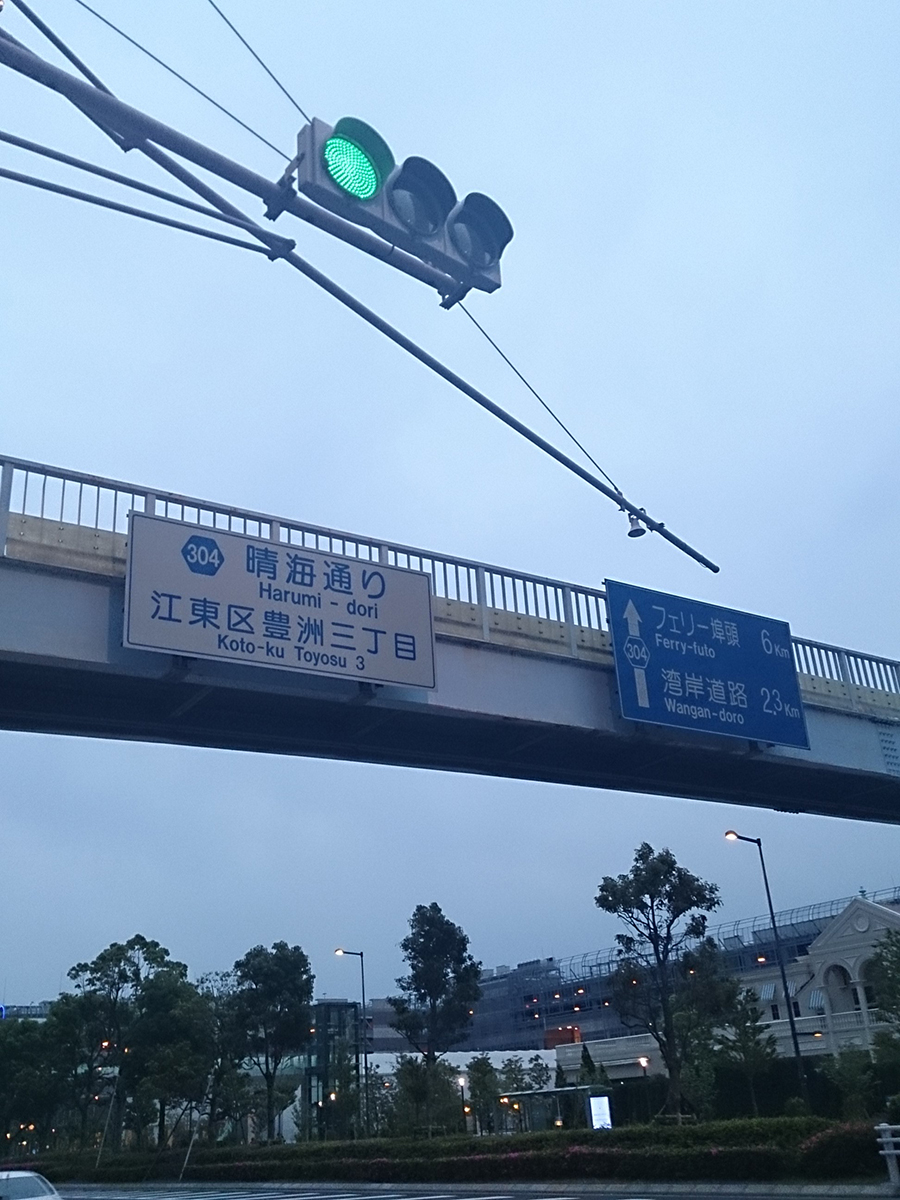 304 晴海通り
Harumi - dori
江東区豊洲三丁目
Koto-ku Toyosu 3
フェリー埠頭 6Km
Ferry-futo
304
湾岸道路 2.3Km
Wangan-doro